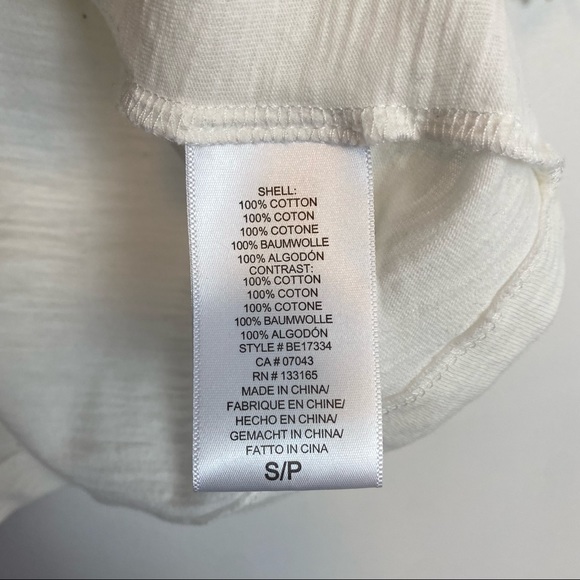 SHELL:
100% COTTON
100% COTON
100% COTONE
100% BAUMWOLLE
100% ALGODÓN
CONTRAST:
100% COTTON
100% COTON
100% COTONE
100% BAUMWOLLE
100% ALGODÓN
STYLE # BE17334
CA # 07043
RN # 133165
MADE IN CHINA/
FABRIQUE EN CHINE/
HECHO EN CHINA/
GEMACHT IN CHINA/
FATTO IN CINA
S/P